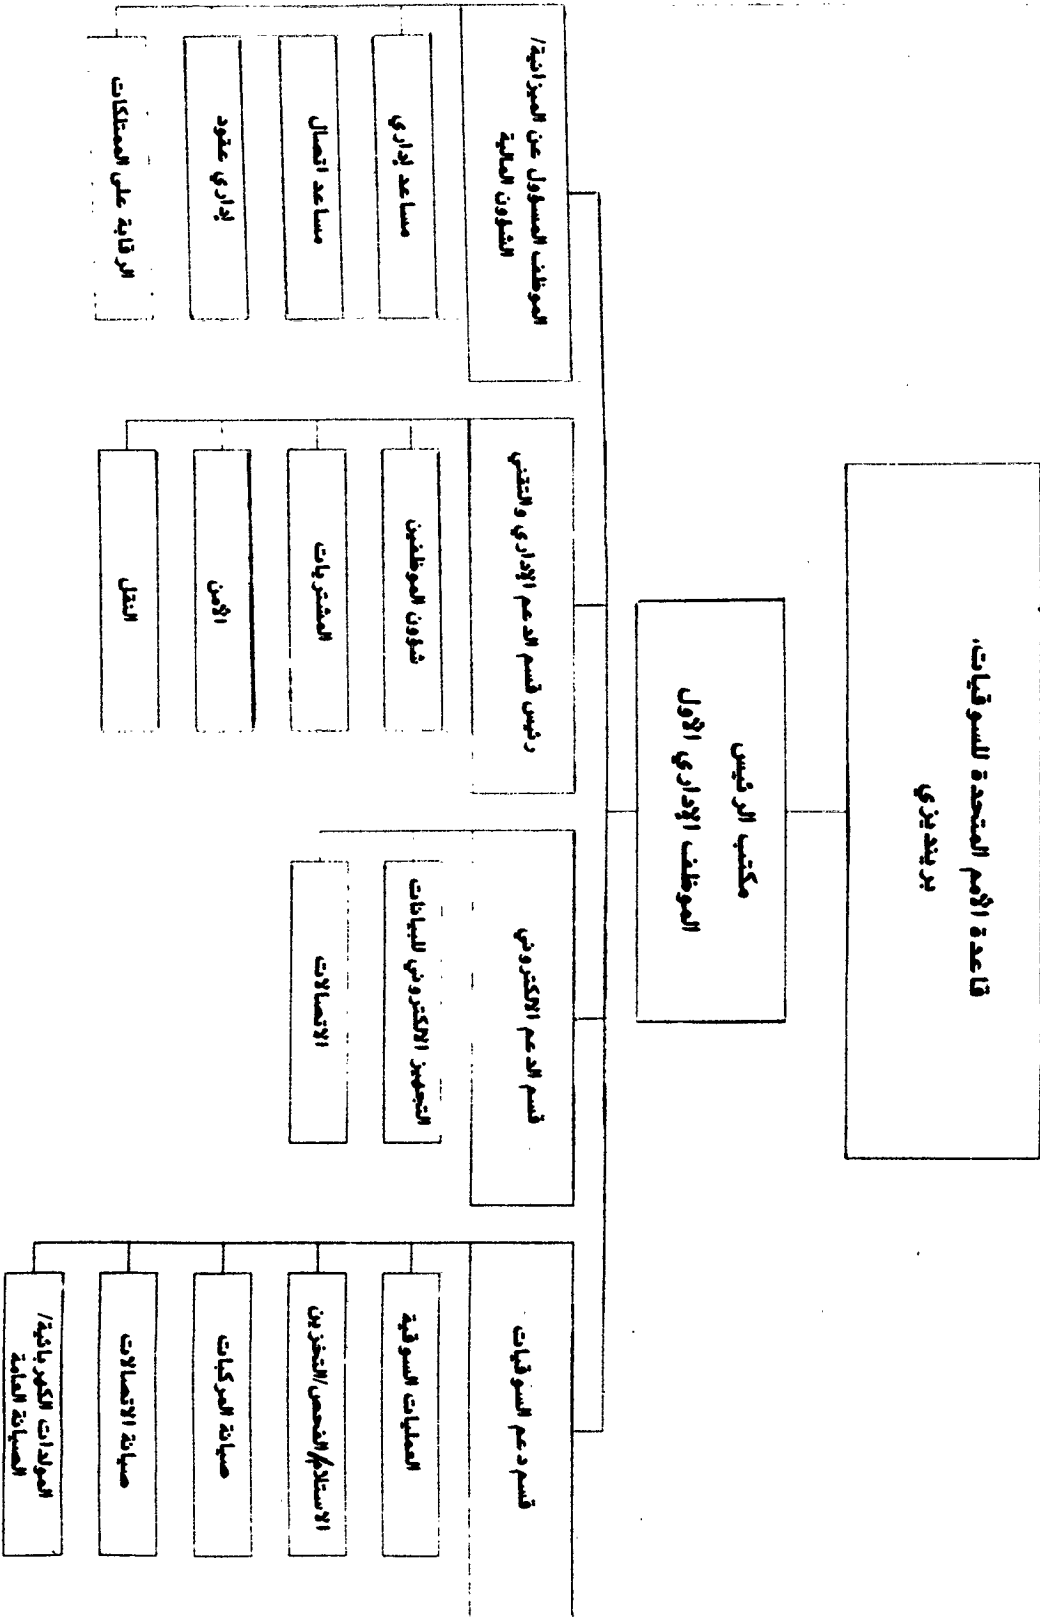 قاعدة الأمم المتحدة للسوقيات،
برينديزي
مكتب الرئيس
الموظف الإداري الأول
الموظف المسؤول عن الميزانية/
الشؤون المالية
مساعد إداري
مساعد اتصال
إداري عقود
الرقابة على الممتلكات
رئيس قسم الدعم الإداري والتقني
شؤون الموظفين
المشتريات
الأمن
النقل
قسم الدعم الالكتروني
التجهيز الالكتروني للبيانات
الاتصالات
قسم دعم السوقيات
العمليات السوقية
الاستلام/الفحص/التخزين
صيانة المركبات
صيانة الاتصالات
المولدات الكهربائية/
الصيانة العامة